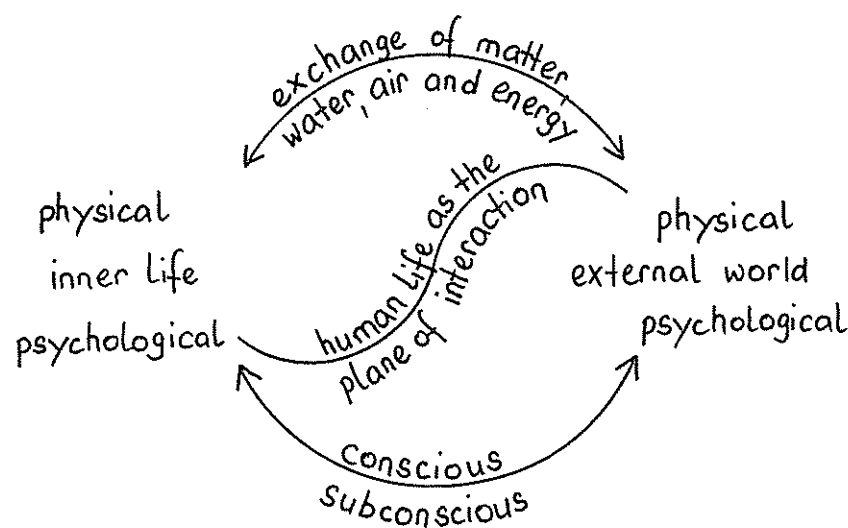 exchange of matter,
water, air and energy
physical
inner life
psychological
human life as the
plane of interaction
physical
external world
psychological
conscious
subconscious